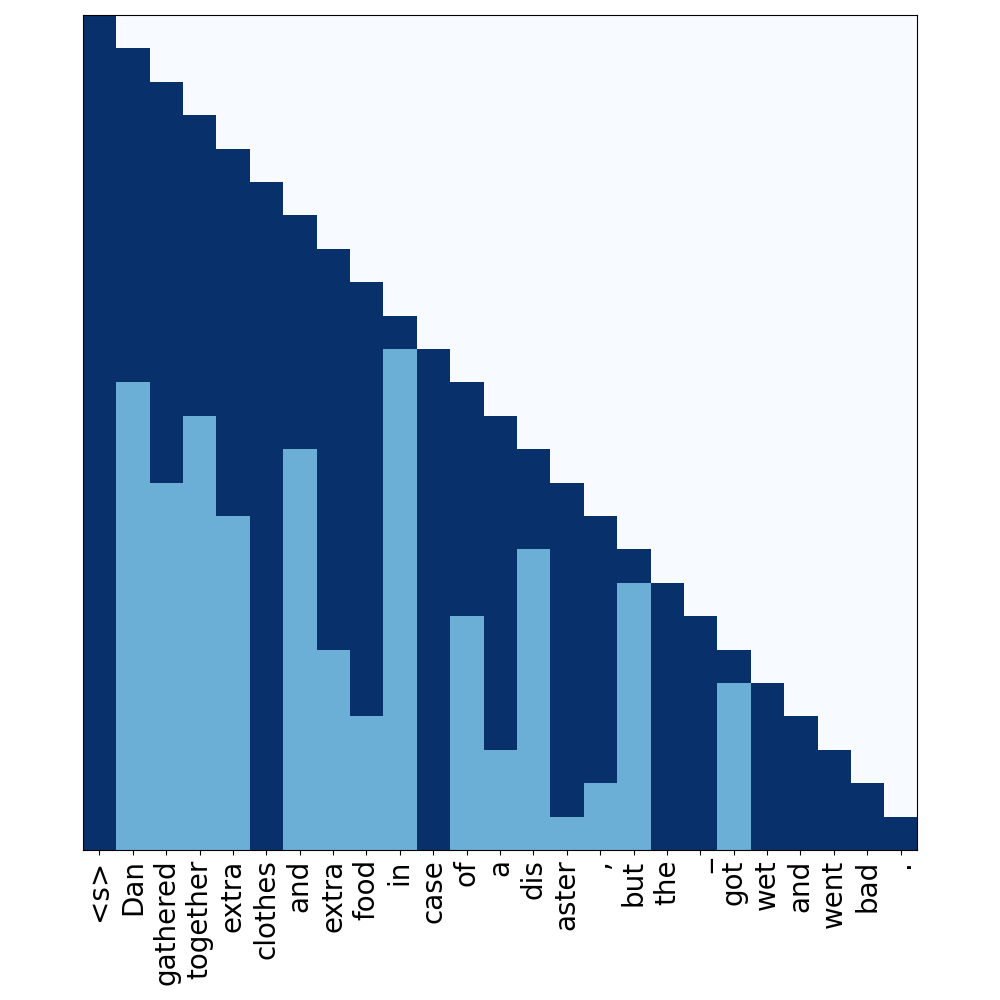 <s> Dan gathered together extra clothes and extra food in case of a dis aster , but the _ got wet and went bad .